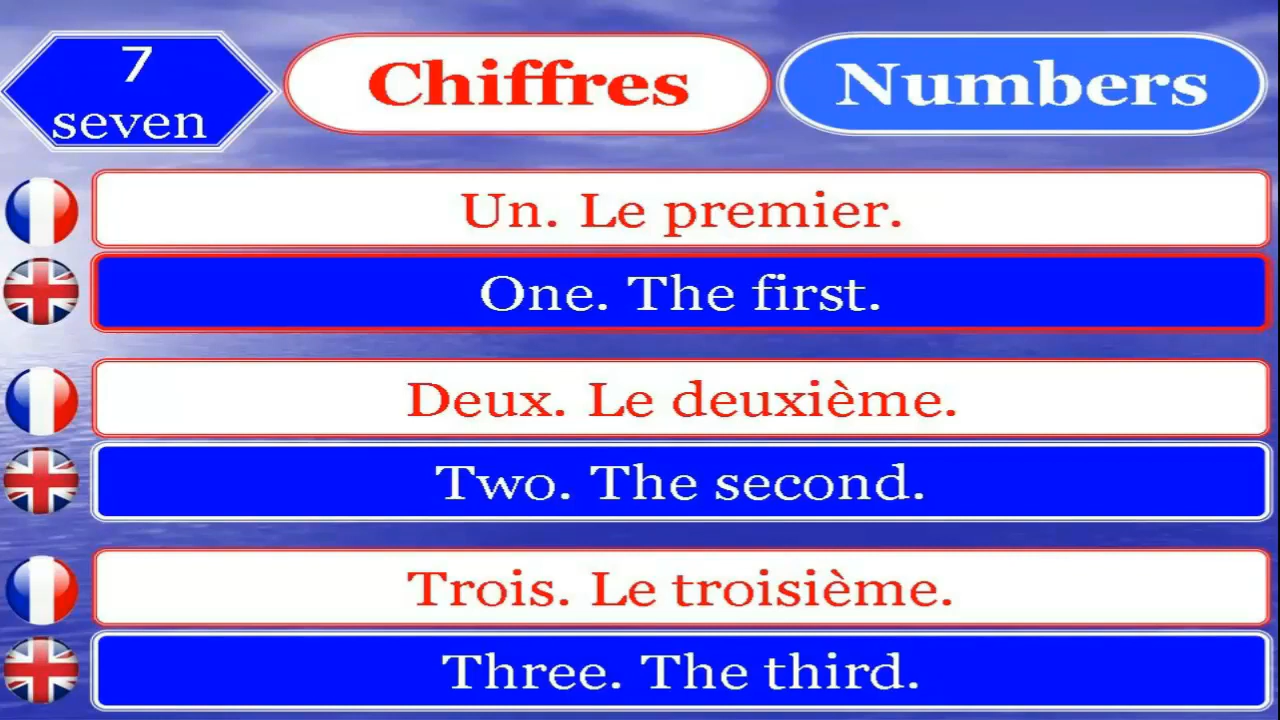 7
seven
Chiffres
Numbers
Un. Le premier.
One. The first.
Deux. Le deuxième.
Two. The second.
Trois. Le troisième.
Three. The third.